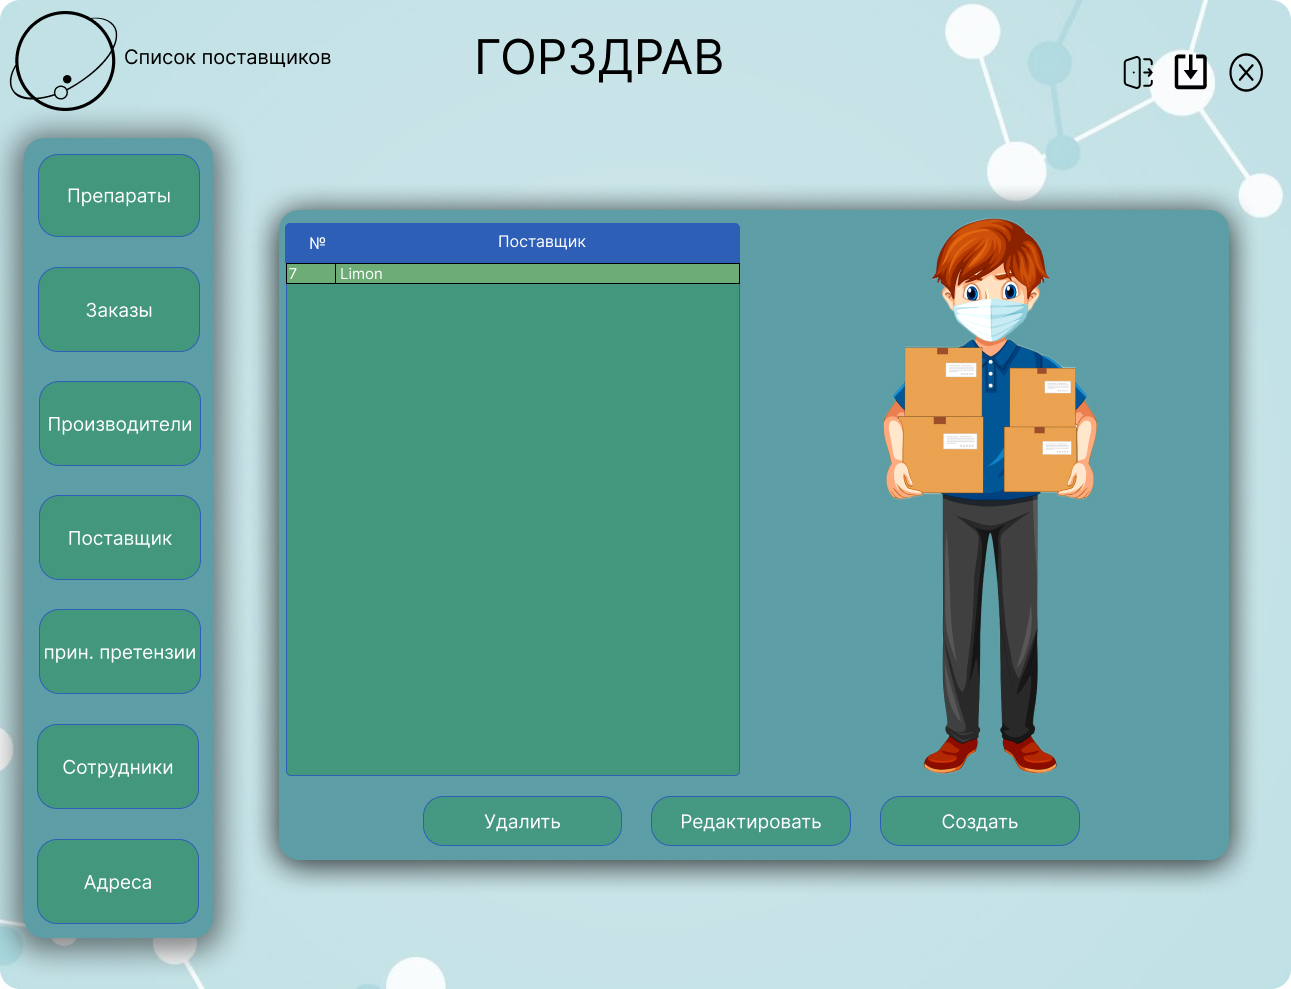 Список поставщиков
ГОРЗДРАВ
Препараты
Заказы
Производители
Поставщик
прин. претензии
Сотрудники
Адреса
№ Поставщик
7 Limon
Удалить
Редактировать
Создать